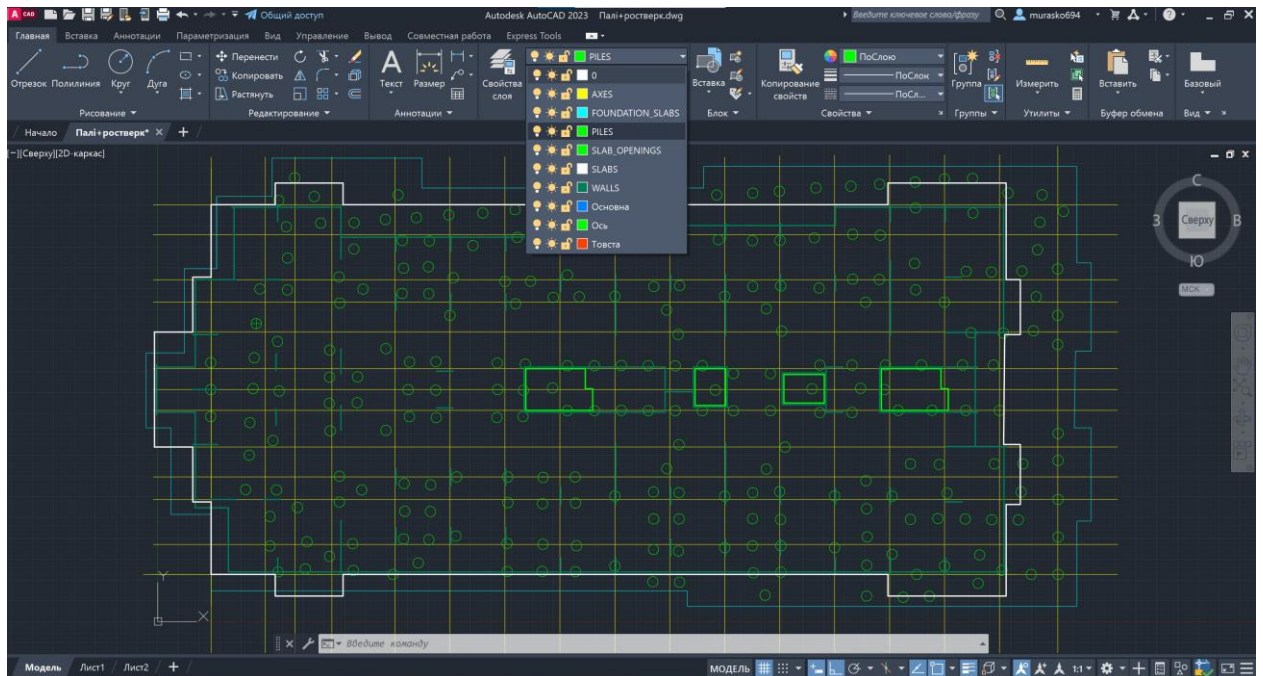 A CAD Общий доступ Autodesk AutoCAD 2023 Палі+ростверк.dwg Введите ключевое слово/фразу murasko694
Главная Вставка Аннотации Параметризация Вид Управление Вывод Совместная работа Express Tools
Отрезок Полилиния Круг Дуга
Перенести
Копировать
Растянуть
Текст Размер
Свойства слоя
PILES
0
AXES
FOUNDATION_SLABS
PILES
SLAB_OPENINGS
SLABS
WALLS
Основна
Ось
Товста
Вставка
Копирование свойств
ПоСлою
ПоСлок
ПоСл...
Группа
Измерить
Вставить
Базовый
Рисование Редактирование Аннотации Блок Свойства Группы Утилиты Буфер обмена Вид
Начало Палі+ростверк*
[−][Сверху][2D-каркас]
С
З Сверху В
Ю
МСК
Y
X
Введите команду
Модель Лист1 Лист2 + МОДЕЛЬ 1:1